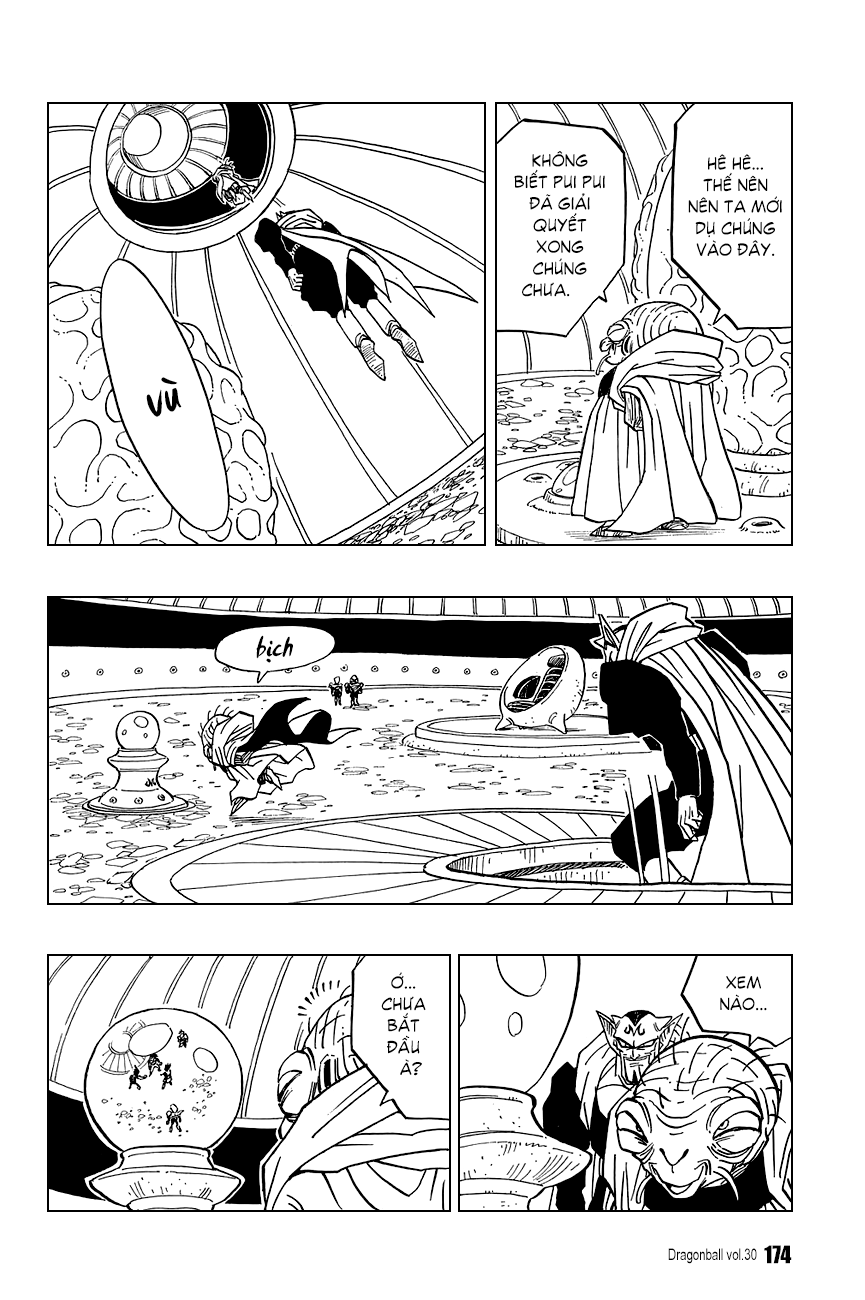 HÊ HÊ...
THẾ NÊN
NÊN TA MỚI
DỤ CHÚNG
VÀO ĐÂY.
KHÔNG
BIẾT PUI PUI
ĐÃ GIẢI
QUYẾT
XONG
CHÚNG
CHƯA.
VÙ
bịch
XEM
NÀO...
Ớ...
CHƯA
BẮT
ĐẦU
À?
Dragonball vol.30 174